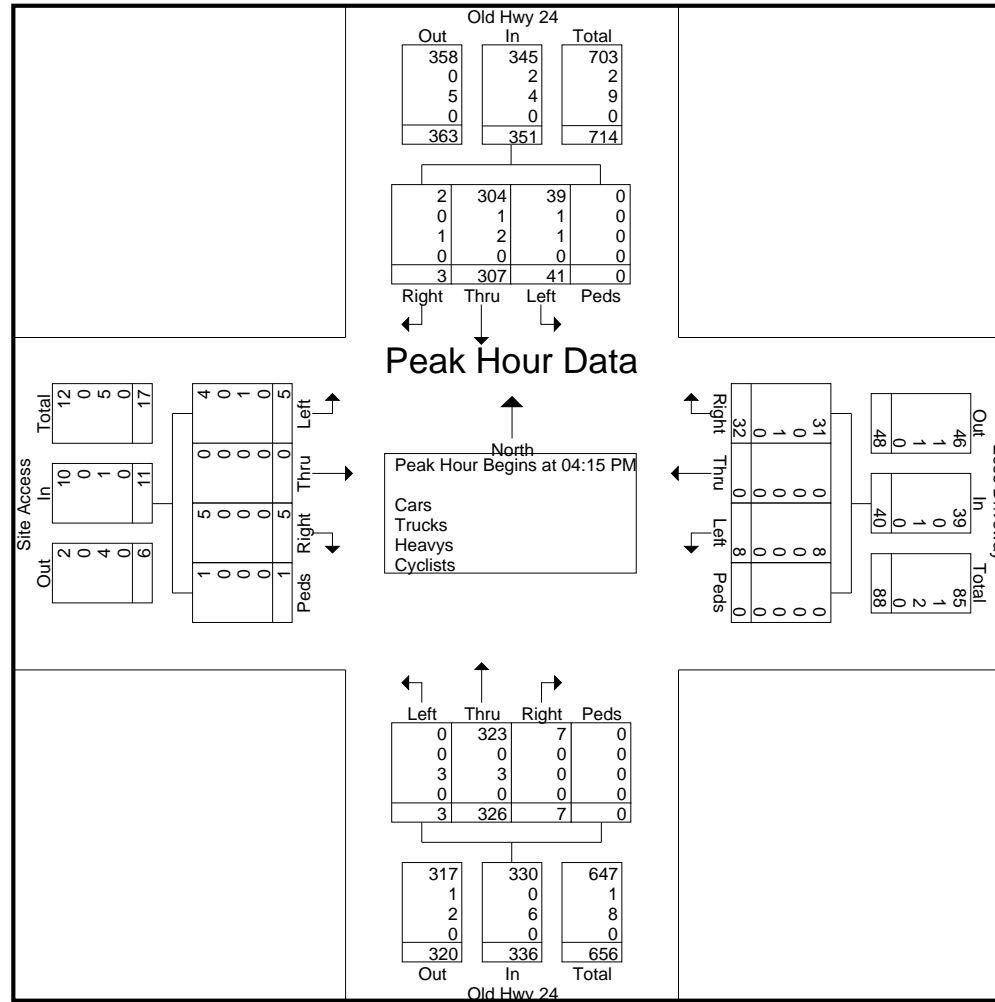 Old Hwy 24
Out In Total
358 345 703
0 2 2
5 4 9
0 0 0
363 351 714
2 304 39 0
0 1 1 0
1 2 1 0
0 0 0 0
3 307 41 0
Right Thru Left Peds
Peak Hour Data
North
Peak Hour Begins at 04:15 PM
Cars
Trucks
Heavys
Cyclists
Site Access
Total
12 0 5 0 17
In
10 0 1 0 11
Out
2 0 4 0 6
4 0 1 0 5
Left
0 0 0 0 0
Thru
5 0 0 0 5
Right
1 0 0 0 1
Peds
Right
31 0 1 0 32
Thru
0 0 0 0 0
Left
8 0 0 0 8
Peds
0 0 0 0 0
Out
46 1 1 0 48
In
39 0 1 0 40
Total
85 1 2 0 88
Left Thru Right Peds
0 323 7 0
0 0 0 0
3 3 0 0
0 0 0 0
3 326 7 0
317 330 647
1 0 1
2 6 8
0 0 0
320 336 656
Out In Total
Old Hwy 24